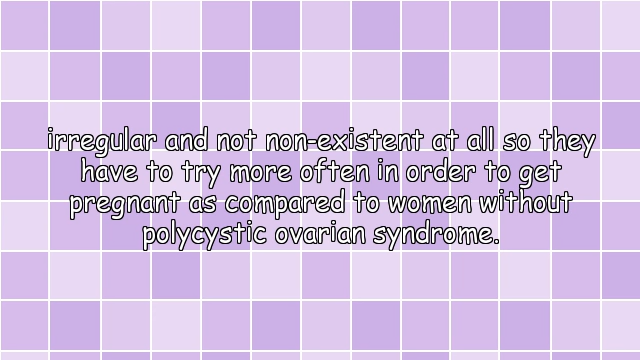 irregular and not non-existent at all so they
have to try more often in order to get
pregnant as compared to women without
polycystic ovarian syndrome.